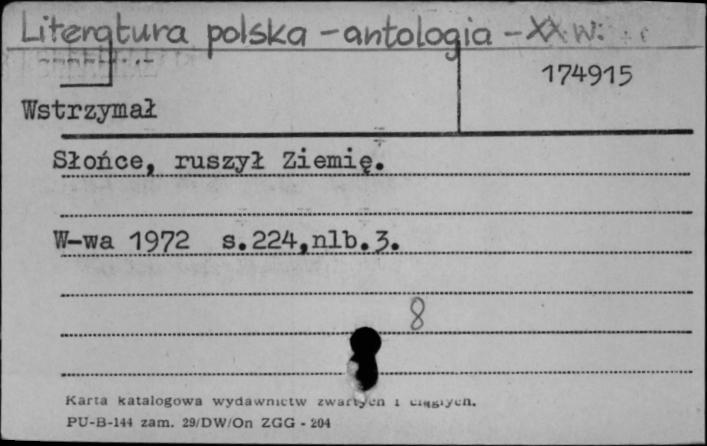 Literatura polska - antologia - XX w.
174915
Wstrzymał
Słońce, ruszył Ziemię.
W-wa 1972 s.224,nlb.3.
8
Karta katalogowa wydawnictw zwartych i ciągłych.
PU-B-144 zam. 29/DW/On ZGG - 204